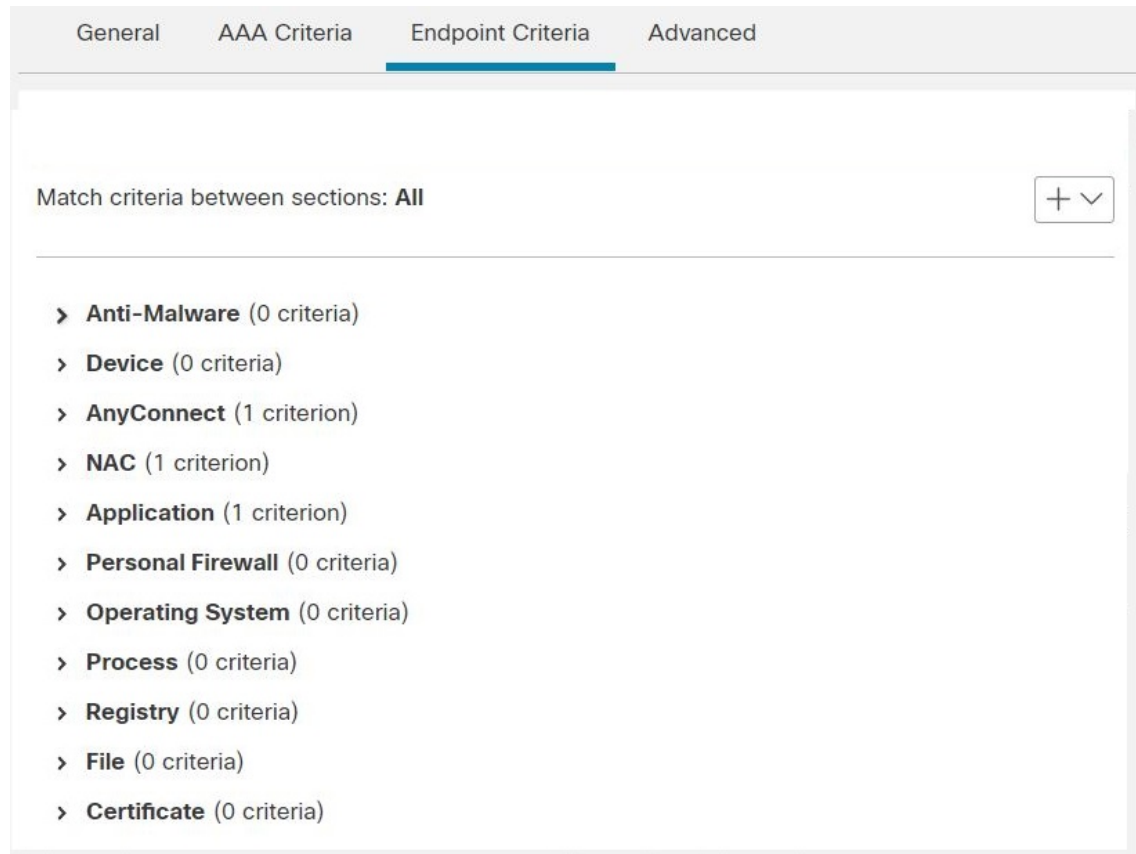 General AAA Criteria Endpoint Criteria Advanced
Match criteria between sections: All
Anti-Malware (0 criteria)
Device (0 criteria)
AnyConnect (1 criterion)
NAC (1 criterion)
Application (1 criterion)
Personal Firewall (0 criteria)
Operating System (0 criteria)
Process (0 criteria)
Registry (0 criteria)
File (0 criteria)
Certificate (0 criteria)